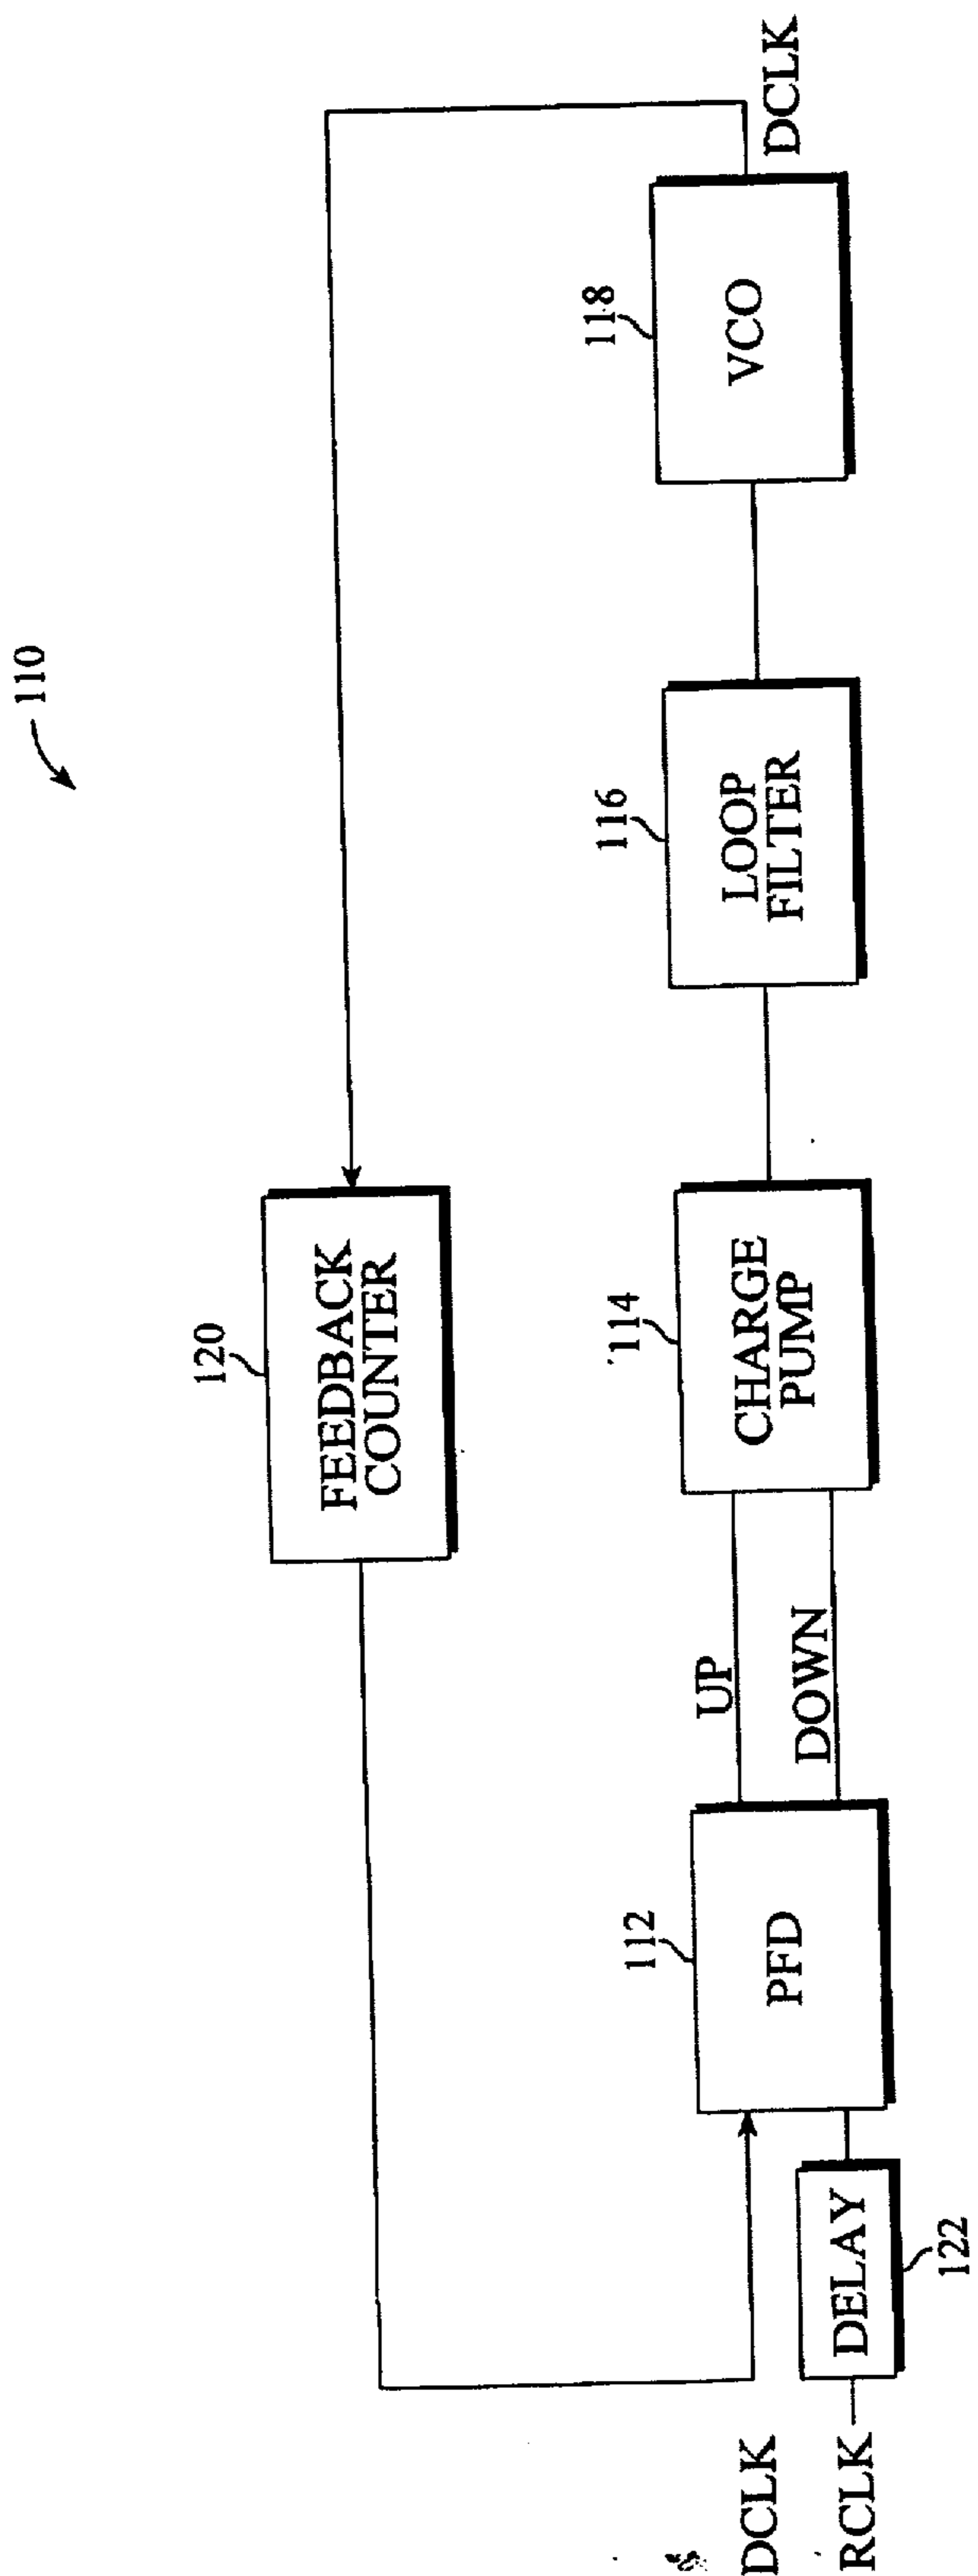 110
120
FEEDBACK
COUNTER
112
PFD
UP
DOWN
114
CHARGE
PUMP
116
LOOP
FILTER
118
VCO
DCLK
DCLK
RCLK
DELAY
122